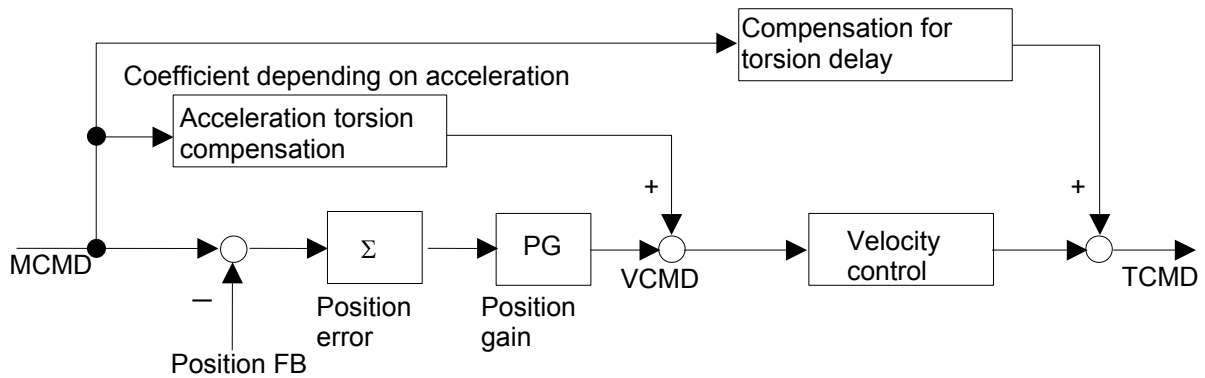 Compensation for
torsion delay
Coefficient depending on acceleration
Acceleration torsion
compensation
+
+
MCMD
Σ
PG
VCMD
Velocity
control
TCMD
−
Position
error
Position
gain
Position FB